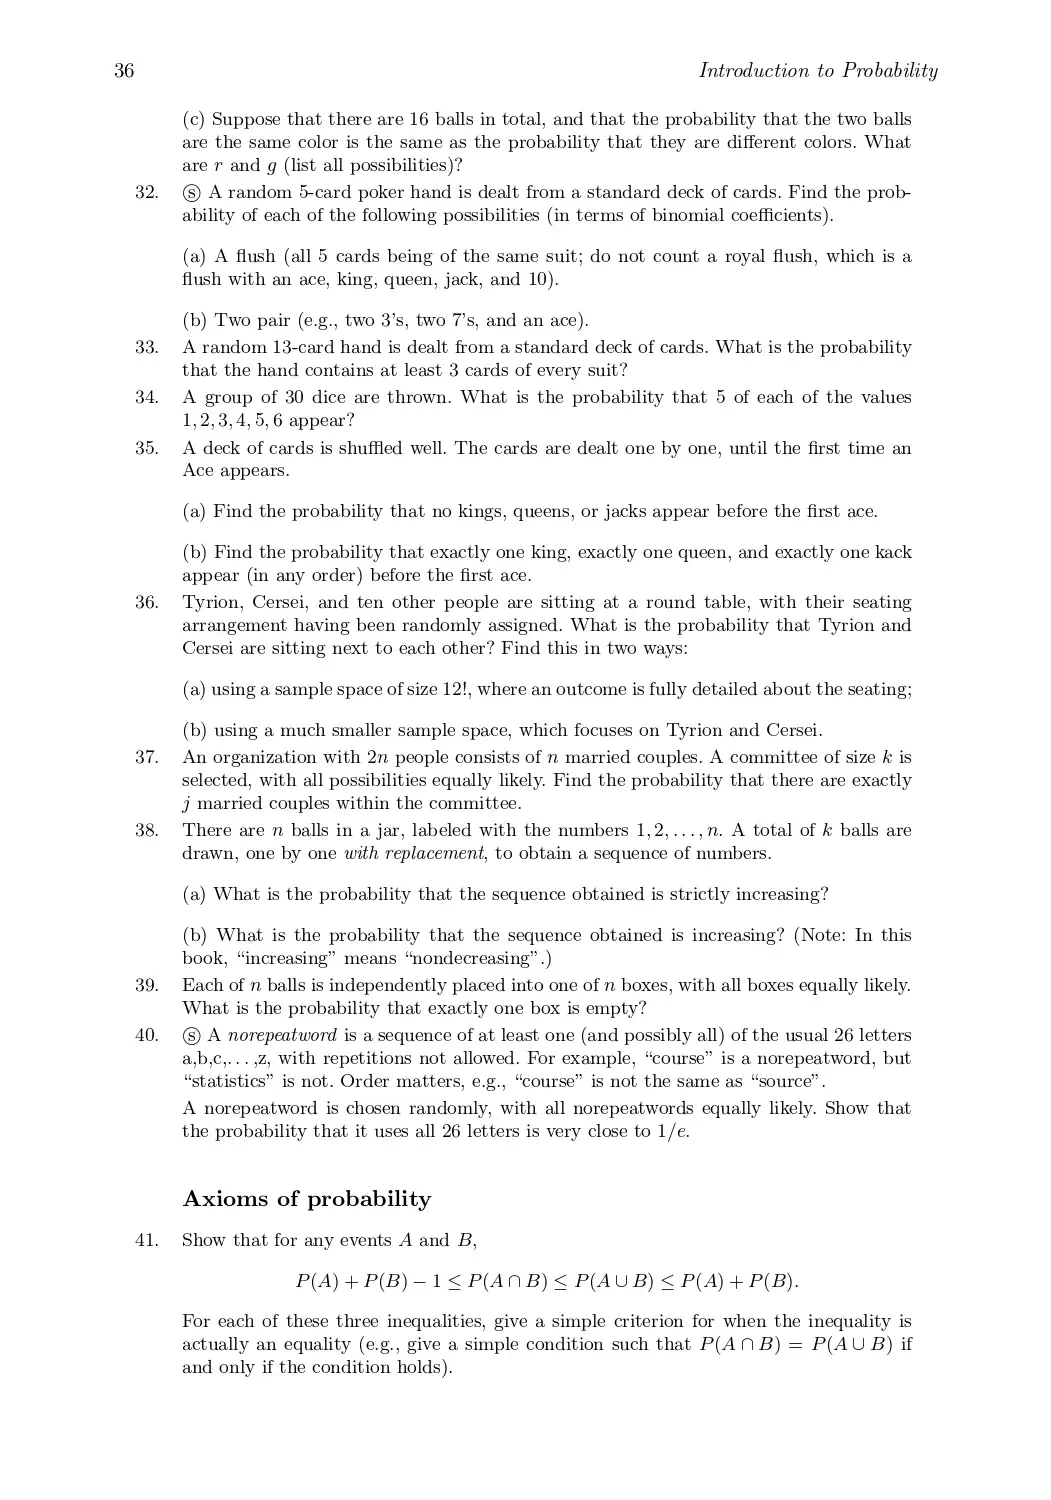 36
Introduction to Probability
(c) Suppose that there are 16 balls in total, and that the probability that the two balls
are the same color is the same as the probability that they are different colors. What
are r and g (list all possibilities)?
32. ⓢ A random 5-card poker hand is dealt from a standard deck of cards. Find the prob-
ability of each of the following possibilities (in terms of binomial coefficients).
(a) A flush (all 5 cards being of the same suit; do not count a royal flush, which is a
flush with an ace, king, queen, jack, and 10).
(b) Two pair (e.g., two 3's, two 7's, and an ace).
33. A random 13-card hand is dealt from a standard deck of cards. What is the probability
that the hand contains at least 3 cards of every suit?
34. A group of 30 dice are thrown. What is the probability that 5 of each of the values
1, 2, 3, 4, 5, 6 appear?
35. A deck of cards is shuffled well. The cards are dealt one by one, until the first time an
Ace appears.
(a) Find the probability that no kings, queens, or jacks appear before the first ace.
(b) Find the probability that exactly one king, exactly one queen, and exactly one kack
appear (in any order) before the first ace.
36. Tyrion, Cersei, and ten other people are sitting at a round table, with their seating
arrangement having been randomly assigned. What is the probability that Tyrion and
Cersei are sitting next to each other? Find this in two ways:
(a) using a sample space of size 12!, where an outcome is fully detailed about the seating;
(b) using a much smaller sample space, which focuses on Tyrion and Cersei.
37. An organization with 2n people consists of n married couples. A committee of size k is
selected, with all possibilities equally likely. Find the probability that there are exactly
j married couples within the committee.
38. There are n balls in a jar, labeled with the numbers 1, 2, . . . , n. A total of k balls are
drawn, one by one with replacement, to obtain a sequence of numbers.
(a) What is the probability that the sequence obtained is strictly increasing?
(b) What is the probability that the sequence obtained is increasing? (Note: In this
book, “increasing” means “nondecreasing”.)
39. Each of n balls is independently placed into one of n boxes, with all boxes equally likely.
What is the probability that exactly one box is empty?
40. ⓢ A norepeatword is a sequence of at least one (and possibly all) of the usual 26 letters
a,b,c,. . . ,z, with repetitions not allowed. For example, “course” is a norepeatword, but
“statistics” is not. Order matters, e.g., “course” is not the same as “source”.
A norepeatword is chosen randomly, with all norepeatwords equally likely. Show that
the probability that it uses all 26 letters is very close to 1/e.
Axioms of probability
41. Show that for any events A and B,
P(A) + P(B) − 1 ≤ P(A ∩ B) ≤ P(A ∪ B) ≤ P(A) + P(B).
For each of these three inequalities, give a simple criterion for when the inequality is
actually an equality (e.g., give a simple condition such that P(A ∩ B) = P(A ∪ B) if
and only if the condition holds).